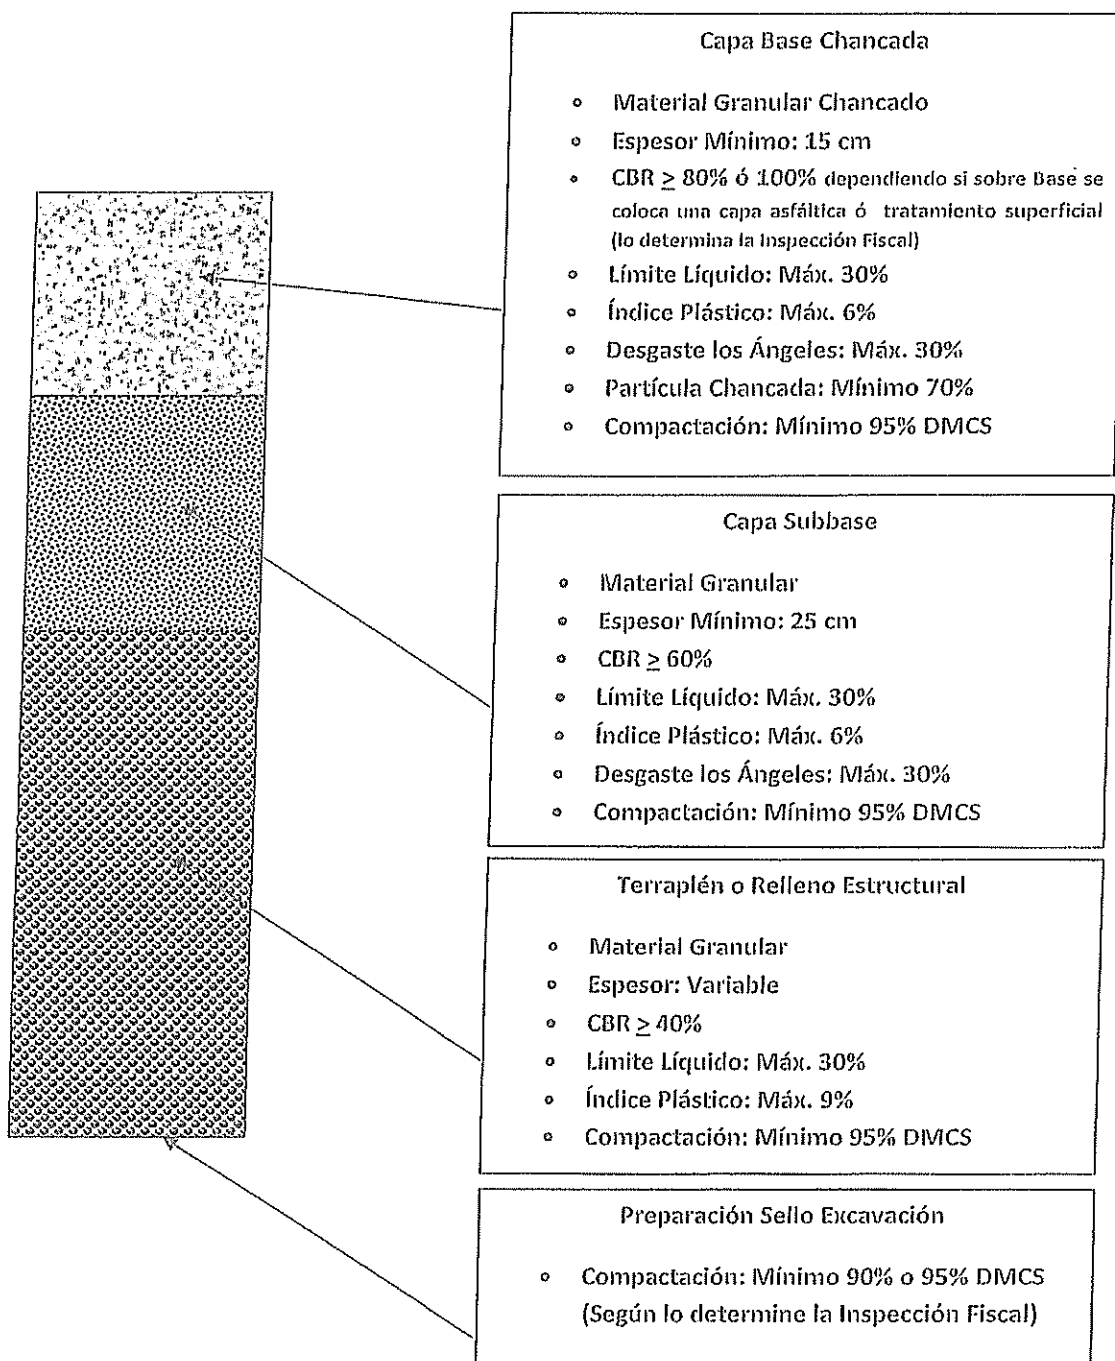 Capa Base Chancada
• Material Granular Chancado
• Espesor Mínimo: 15 cm
• CBR ≥ 80% ó 100% dependiendo si sobre Base se
coloca una capa asfáltica ó tratamiento superficial
(lo determina la Inspección Fiscal)
• Límite Líquido: Máx. 30%
• Índice Plástico: Máx. 6%
• Desgaste los Ángeles: Máx. 30%
• Partícula Chancada: Mínimo 70%
• Compactación: Mínimo 95% DMCS
Capa Subbase
• Material Granular
• Espesor Mínimo: 25 cm
• CBR ≥ 60%
• Límite Líquido: Máx. 30%
• Índice Plástico: Máx. 6%
• Desgaste los Ángeles: Máx. 30%
• Compactación: Mínimo 95% DMCS
Terraplén o Relleno Estructural
• Material Granular
• Espesor: Variable
• CBR ≥ 40%
• Límite Líquido: Máx. 30%
• Índice Plástico: Máx. 9%
• Compactación: Mínimo 95% DMCS
Preparación Sello Excavación
• Compactación: Mínimo 90% o 95% DMCS
(Según lo determine la Inspección Fiscal)